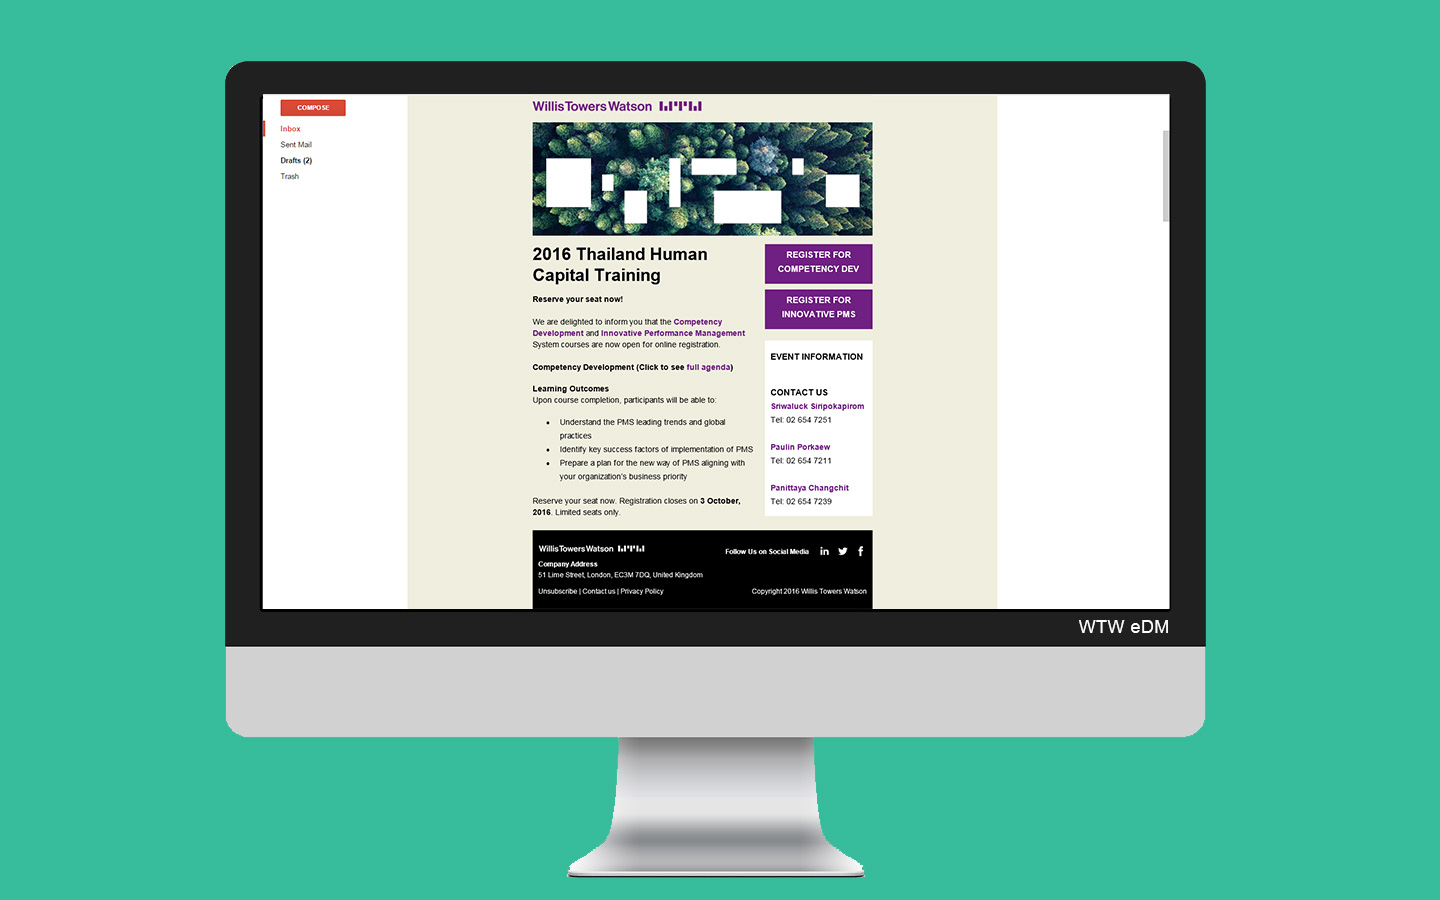 COMPOSE
Inbox
Sent Mail
Drafts (2)
Trash
WillisTowersWatson
2016 Thailand Human
Capital Training
Reserve your seat now!
We are delighted to inform you that the Competency
Development and Innovative Performance Management
System courses are now open for online registration.
Competency Development (Click to see full agenda)
Learning Outcomes
Upon course completion, participants will be able to:
• Understand the PMS leading trends and global
practices
• Identify key success factors of implementation of PMS
• Prepare a plan for the new way of PMS aligning with
your organization's business priority
Reserve your seat now. Registration closes on 3 October,
2016. Limited seats only.
REGISTER FOR
COMPETENCY DEV
REGISTER FOR
INNOVATIVE PMS
EVENT INFORMATION
CONTACT US
Sriwaluck Siripokapirom
Tel: 02 654 7251
Paulin Porkaew
Tel: 02 654 7211
Panittaya Changchit
Tel: 02 654 7239
WillisTowersWatson
Company Address
51 Lime Street, London, EC3M 7DQ, United Kingdom
Unsubscribe | Contact us | Privacy Policy
Follow Us on Social Media
Copyright 2016 Willis Towers Watson
WTW eDM